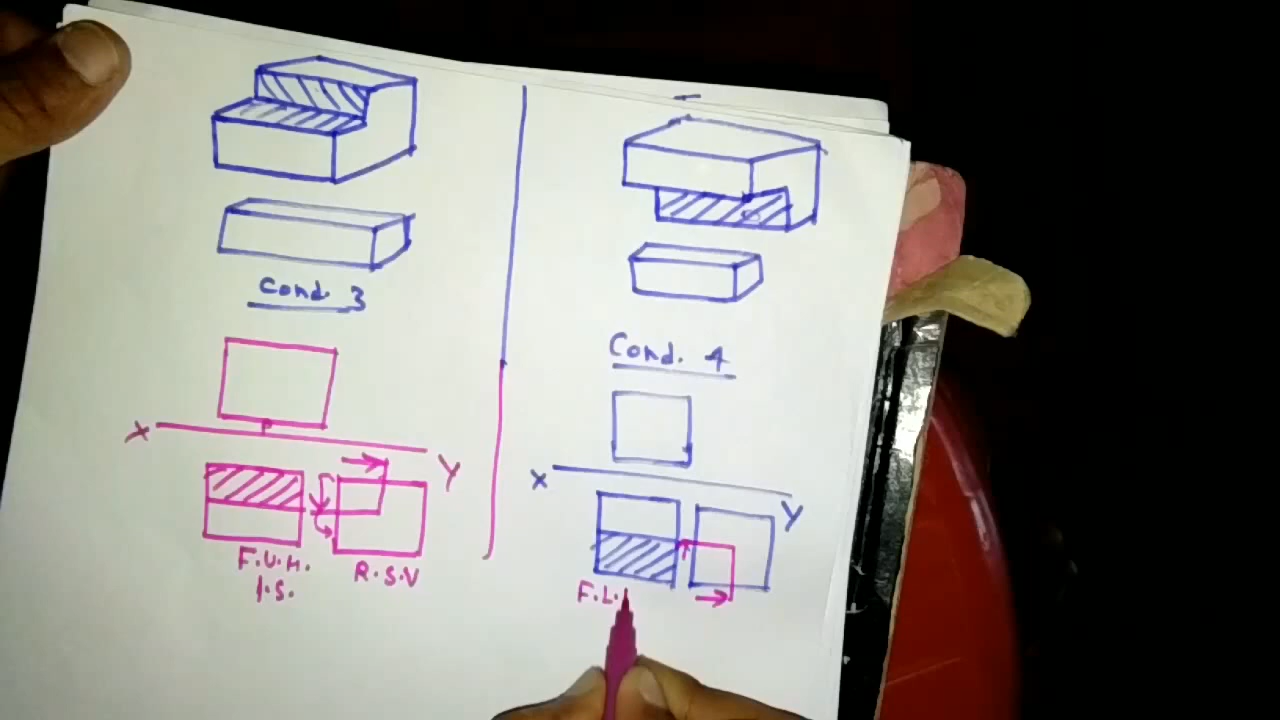 Cond. 3
X
Y
F.U.H.
I.S.
R.S.V
Cond. 4
X
Y
F.L.